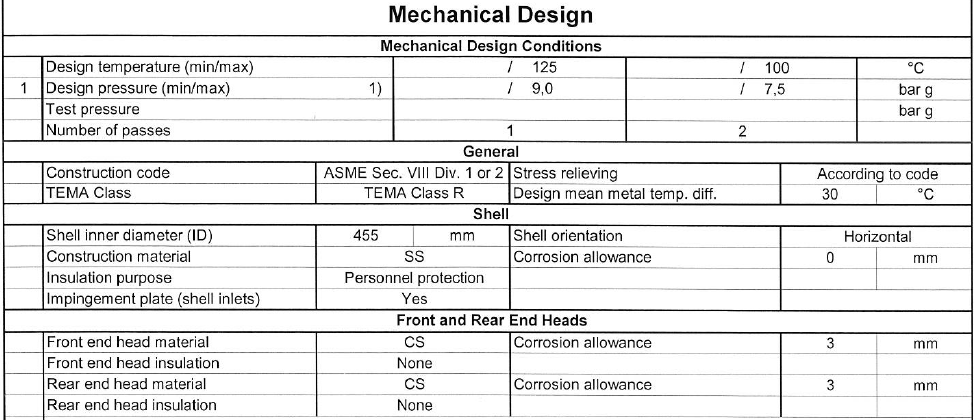 Mechanical Design
Mechanical Design Conditions
Design temperature (min/max) / 125 / 100 °C
1 Design pressure (min/max) 1) / 9,0 / 7,5 bar g
Test pressure bar g
Number of passes 1 2
General
Construction code ASME Sec. VIII Div. 1 or 2 Stress relieving According to code
TEMA Class TEMA Class R Design mean metal temp. diff. 30 °C
Shell
Shell inner diameter (ID) 455 mm Shell orientation Horizontal
Construction material SS Corrosion allowance 0 mm
Insulation purpose Personnel protection
Impingement plate (shell inlets) Yes
Front and Rear End Heads
Front end head material CS Corrosion allowance 3 mm
Front end head insulation None
Rear end head material CS Corrosion allowance 3 mm
Rear end head insulation None